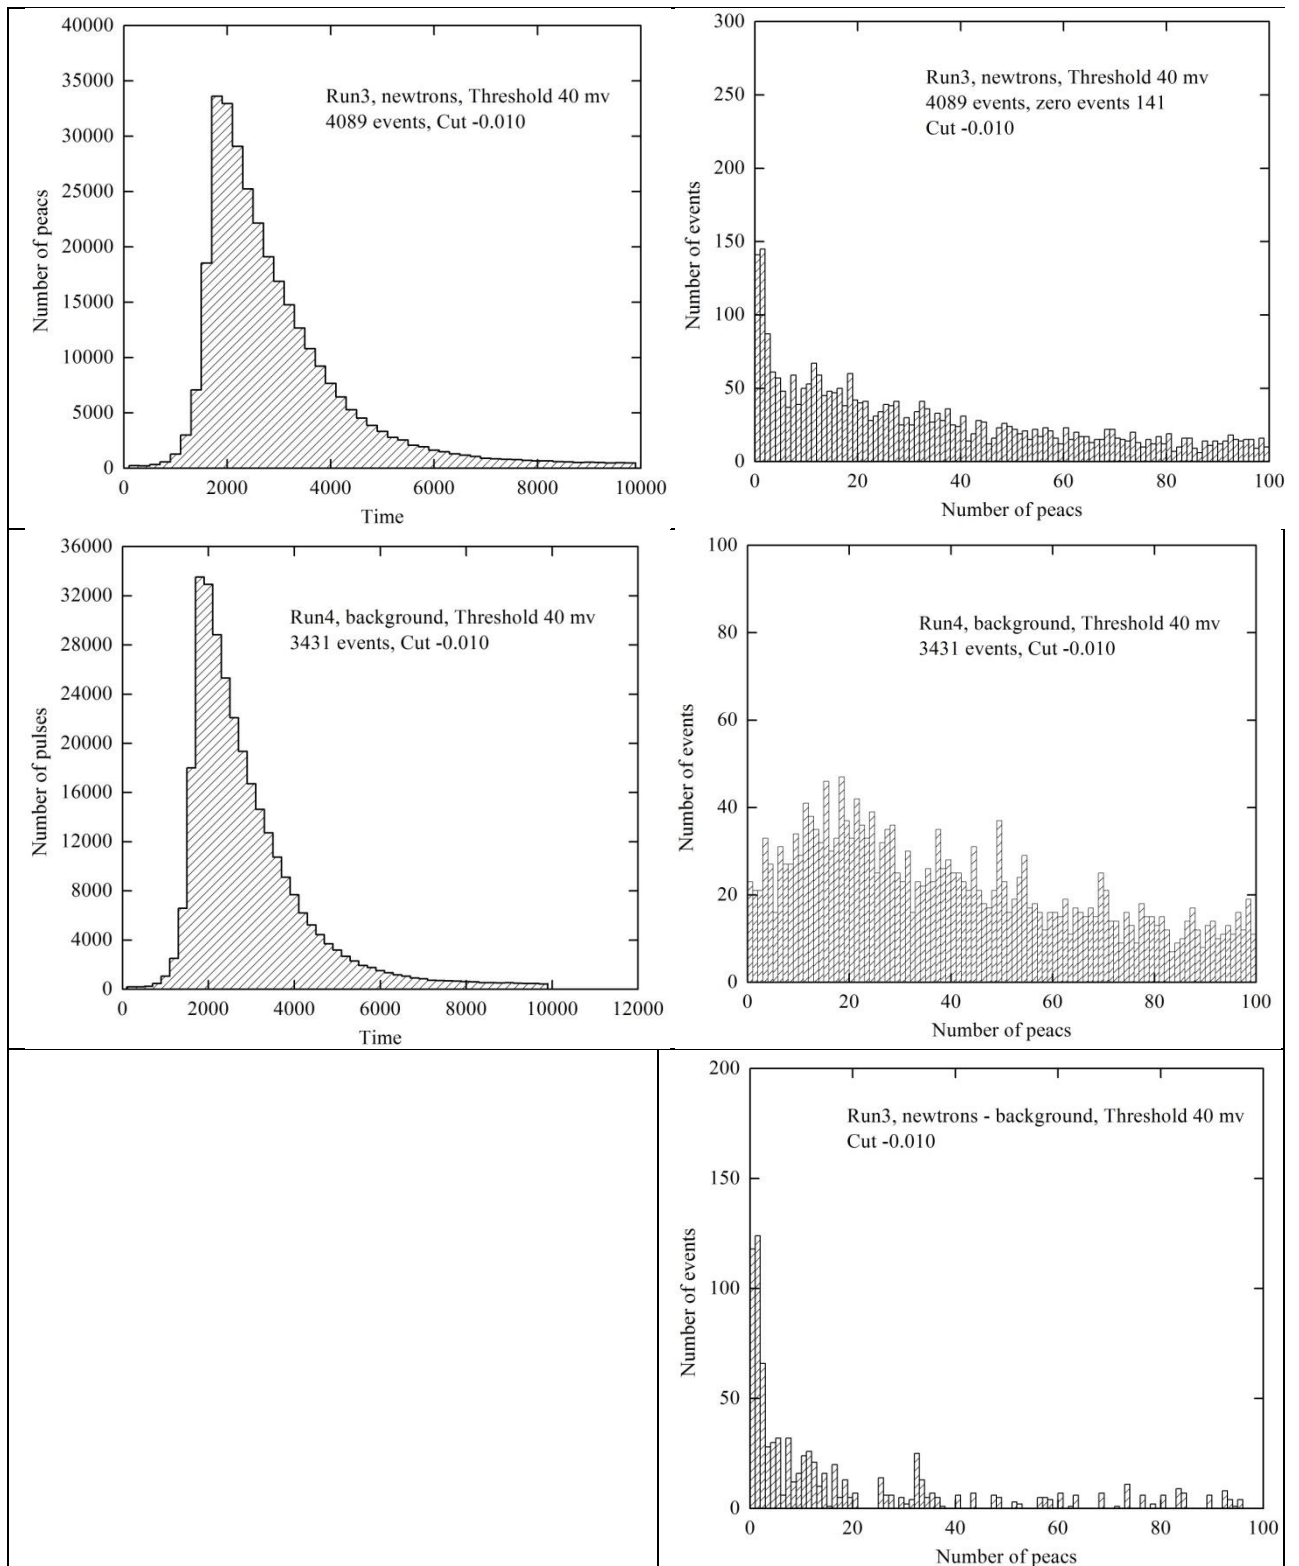 40000
35000
30000
25000
20000
15000
10000
5000
0
Number of peacs
Run3, newtrons, Threshold 40 mv
4089 events, Cut -0.010
0 2000 4000 6000 8000 10000
Time
300
250
200
150
100
50
0
Number of events
Run3, newtrons, Threshold 40 mv
4089 events, zero events 141
Cut -0.010
0 20 40 60 80 100
Number of peacs
36000
32000
28000
24000
20000
16000
12000
8000
4000
0
Number of pulses
Run4, background, Threshold 40 mv
3431 events, Cut -0.010
0 2000 4000 6000 8000 10000 12000
Time
100
80
60
40
20
0
Number of events
Run4, background, Threshold 40 mv
3431 events, Cut -0.010
0 20 40 60 80 100
Number of peacs
200
150
100
50
0
Number of events
Run3, newtrons - background, Threshold 40 mv
Cut -0.010
0 20 40 60 80 100
Number of peacs